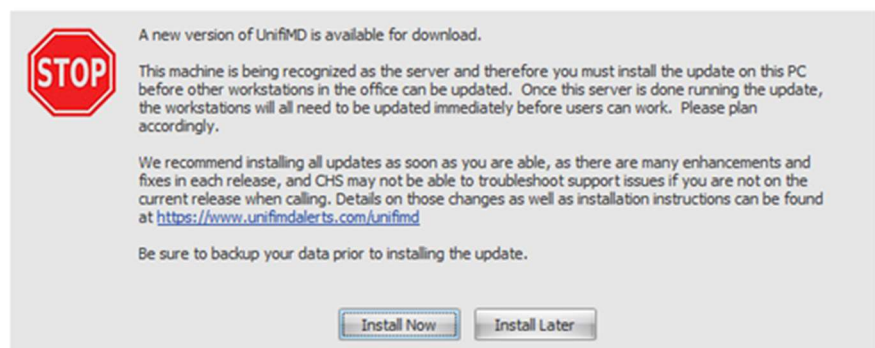 A new version of UnifiMD is available for download.
STOP
This machine is being recognized as the server and therefore you must install the update on this PC
before other workstations in the office can be updated. Once this server is done running the update,
the workstations will all need to be updated immediately before users can work. Please plan
accordingly.
We recommend installing all updates as soon as you are able, as there are many enhancements and
fixes in each release, and CHS may not be able to troubleshoot support issues if you are not on the
current release when calling. Details on those changes as well as installation instructions can be found
at https://www.unifimdalerts.com/unifimd
Be sure to backup your data prior to installing the update.
Install Now
Install Later